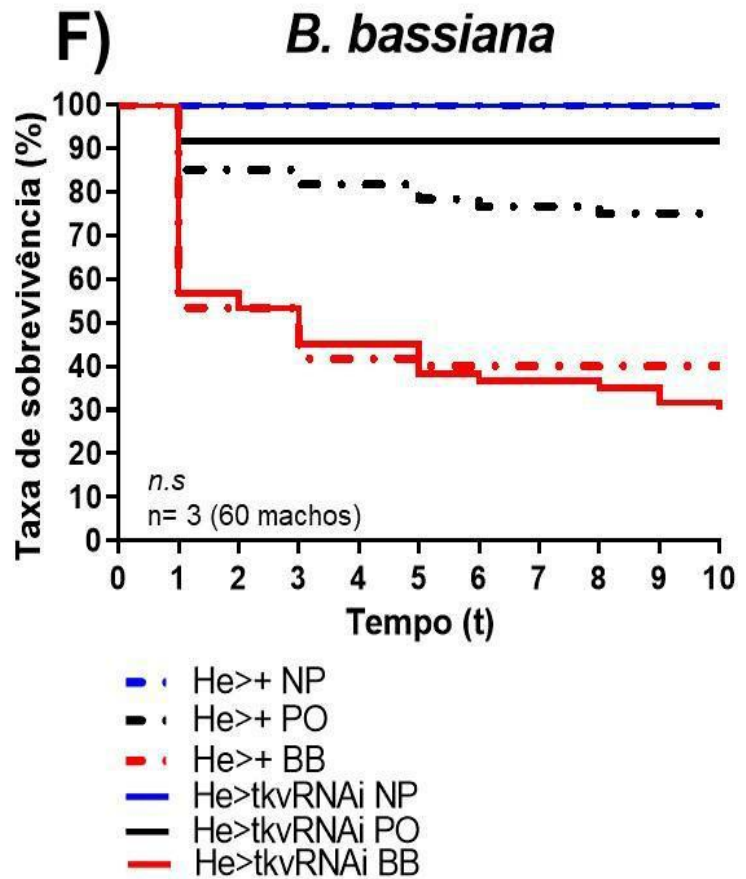 F) B. bassiana
Taxa de sobrevivência (%)
100
90
80
70
60
50
40
30
20
10
0
n.s
n= 3 (60 machos)
0 1 2 3 4 5 6 7 8 9 10
Tempo (t)
He>+ NP
He>+ PO
He>+ BB
He>tkvRNAi NP
He>tkvRNAi PO
He>tkvRNAi BB